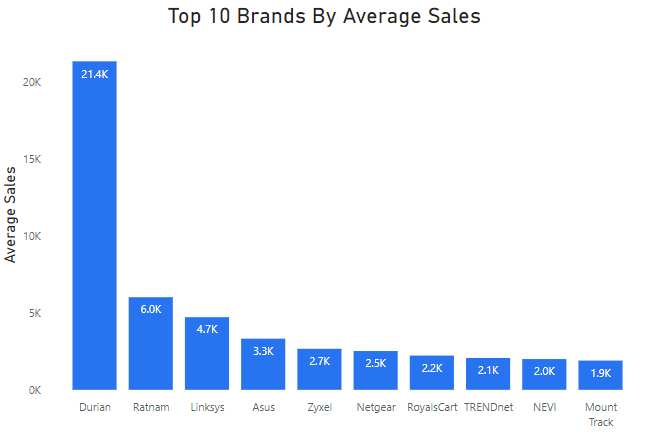 Top 10 Brands By Average Sales
Average Sales
20K
15K
10K
5K
0K
21.4K
6.0K
4.7K
3.3K
2.7K
2.5K
2.2K
2.1K
2.0K
1.9K
Durian
Ratnam
Linksys
Asus
Zyxel
Netgear
RoyalsCart
TRENDnet
NEVI
Mount
Track